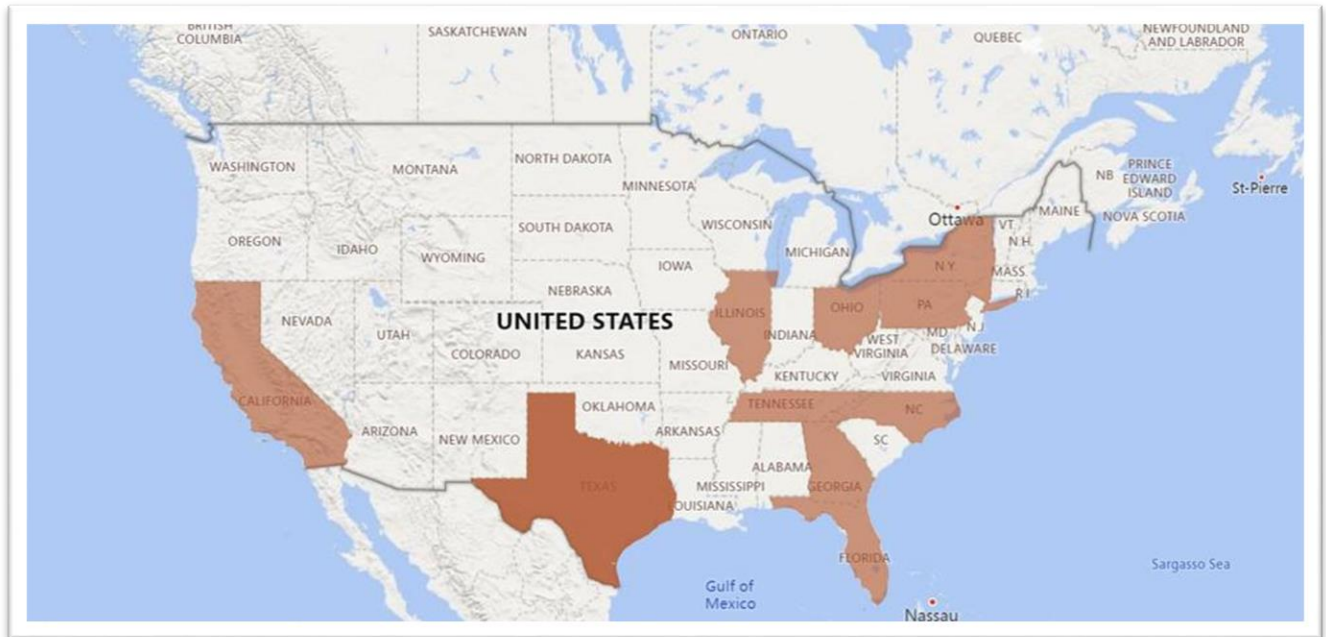 BRITISH
COLUMBIA
SASKATCHEWAN
ONTARIO
QUEBEC
NEWFOUNDLAND
AND LABRADOR
WASHINGTON
MONTANA
NORTH DAKOTA
MINNESOTA
PRINCE
NB EDWARD
ISLAND
St-Pierre
Ottawa
MAINE
NOVA SCOTIA
SOUTH DAKOTA
WISCONSIN
VT
N.H.
OREGON
IDAHO
WYOMING
MICHIGAN
IOWA
N.Y.
MASS
NEBRASKA
R.I.
ILLINOIS
OHIO
PA
NEVADA
UNITED STATES
UTAH
INDIANA
MD
N.J
COLORADO
KANSAS
WEST
VIRGINIA
DELAWARE
MISSOURI
KENTUCKY
VIRGINIA
CALIFORNIA
OKLAHOMA
TENNESSEE
NC
ARIZONA
NEW MEXICO
ARKANSAS
SC
ALABAMA
TEXAS
MISSISSIPPI
GEORGIA
LOUISIANA
FLORIDA
Sargasso Sea
Gulf of
Mexico
Nassau